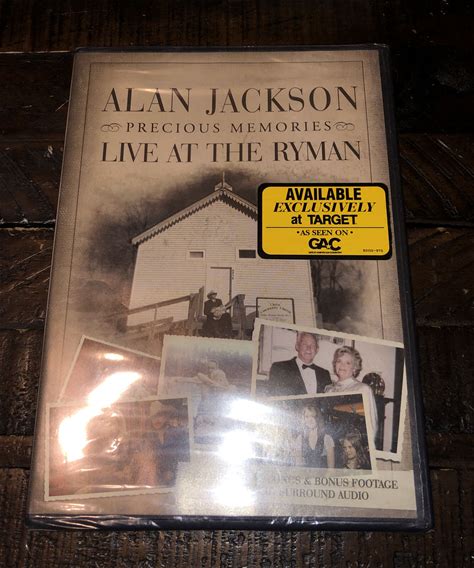 ALAN JACKSON
PRECIOUS MEMORIES
LIVE AT THE RYMAN
AVAILABLE
EXCLUSIVELY
at TARGET
•AS SEEN ON•
GAC
& BONUS FOOTAGE
SURROUND AUDIO